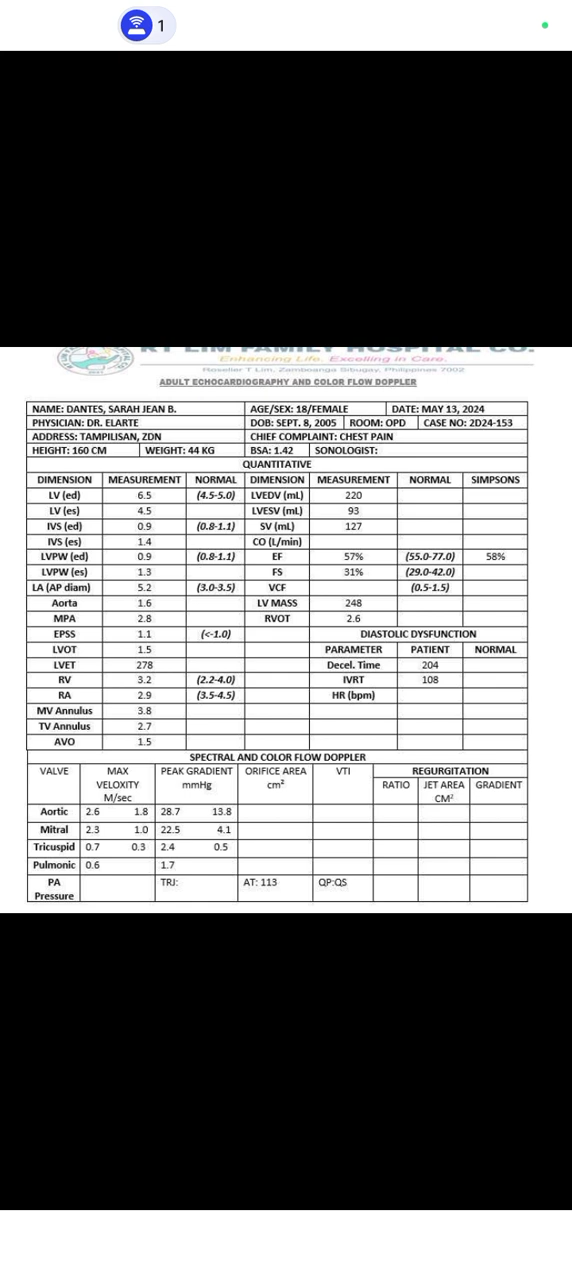 1
RT LIM FAMILY HOSPITAL CO.
Enhancing Life, Excelling in Care.
Roseller T Lim, Zamboanga Sibugay, Philippines 7002
ADULT ECHOCARDIOGRAPHY AND COLOR FLOW DOPPLER
NAME: DANTES, SARAH JEAN B. AGE/SEX: 18/FEMALE DATE: MAY 13, 2024
PHYSICIAN: DR. ELARTE DOB: SEPT. 8, 2005 ROOM: OPD CASE NO: 2D24-153
ADDRESS: TAMPILISAN, ZDN CHIEF COMPLAINT: CHEST PAIN
HEIGHT: 160 CM WEIGHT: 44 KG BSA: 1.42 SONOLOGIST:
QUANTITATIVE
DIMENSION MEASUREMENT NORMAL DIMENSION MEASUREMENT NORMAL SIMPSONS
LV (ed) 6.5 (4.5-5.0) LVEDV (mL) 220
LV (es) 4.5 LVESV (mL) 93
IVS (ed) 0.9 (0.8-1.1) SV (mL) 127
IVS (es) 1.4 CO (L/min)
LVPW (ed) 0.9 (0.8-1.1) EF 57% (55.0-77.0) 58%
LVPW (es) 1.3 FS 31% (29.0-42.0)
LA (AP diam) 5.2 (3.0-3.5) VCF (0.5-1.5)
Aorta 1.6 LV MASS 248
MPA 2.8 RVOT 2.6
EPSS 1.1 (<-1.0) DIASTOLIC DYSFUNCTION
LVOT 1.5 PARAMETER PATIENT NORMAL
LVET 278 Decel. Time 204
RV 3.2 (2.2-4.0) IVRT 108
RA 2.9 (3.5-4.5) HR (bpm)
MV Annulus 3.8
TV Annulus 2.7
AVO 1.5
SPECTRAL AND COLOR FLOW DOPPLER
VALVE MAX PEAK GRADIENT ORIFICE AREA VTI REGURGITATION
VELOXITY mmHg cm² RATIO JET AREA GRADIENT
M/sec CM²
Aortic 2.6 1.8 28.7 13.8
Mitral 2.3 1.0 22.5 4.1
Tricuspid 0.7 0.3 2.4 0.5
Pulmonic 0.6 1.7
PA TRJ: AT: 113 QP:QS
Pressure